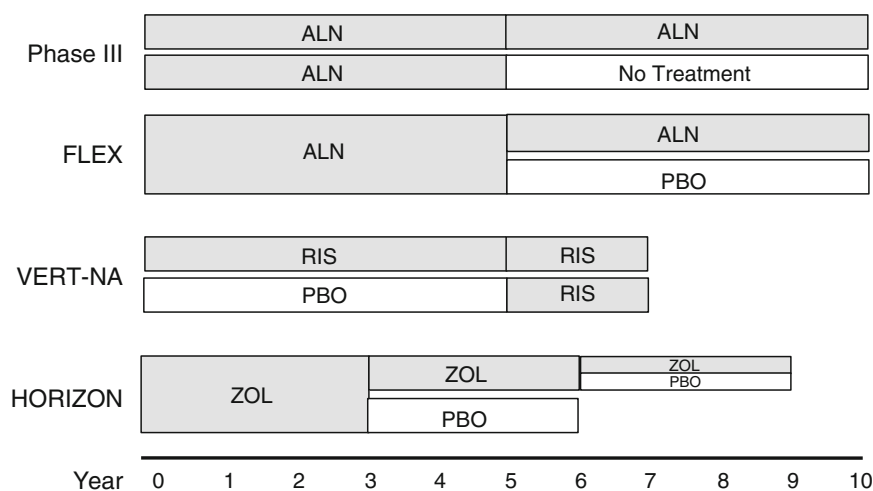 Phase III
ALN ALN
ALN No Treatment
FLEX
ALN
ALN
PBO
VERT-NA
RIS RIS
PBO RIS
HORIZON
ZOL
ZOL
PBO
ZOL
PBO
Year 0 1 2 3 4 5 6 7 8 9 10